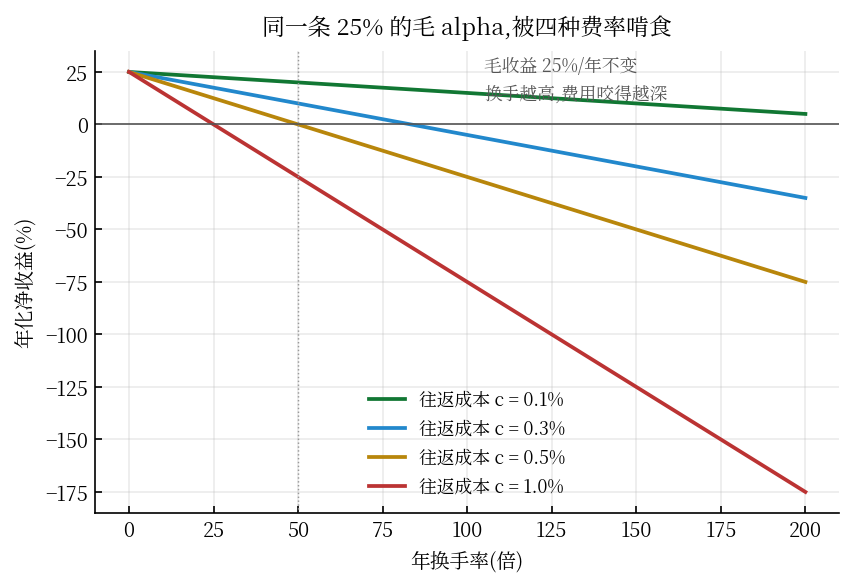 同一条 25% 的毛 alpha,被四种费率啃食
毛收益 25%/年不变
换手越高,费用咬得越深
年化净收益(%)
25
0
−25
−50
−75
−100
−125
−150
−175
往返成本 c = 0.1%
往返成本 c = 0.3%
往返成本 c = 0.5%
往返成本 c = 1.0%
0 25 50 75 100 125 150 175 200
年换手率(倍)